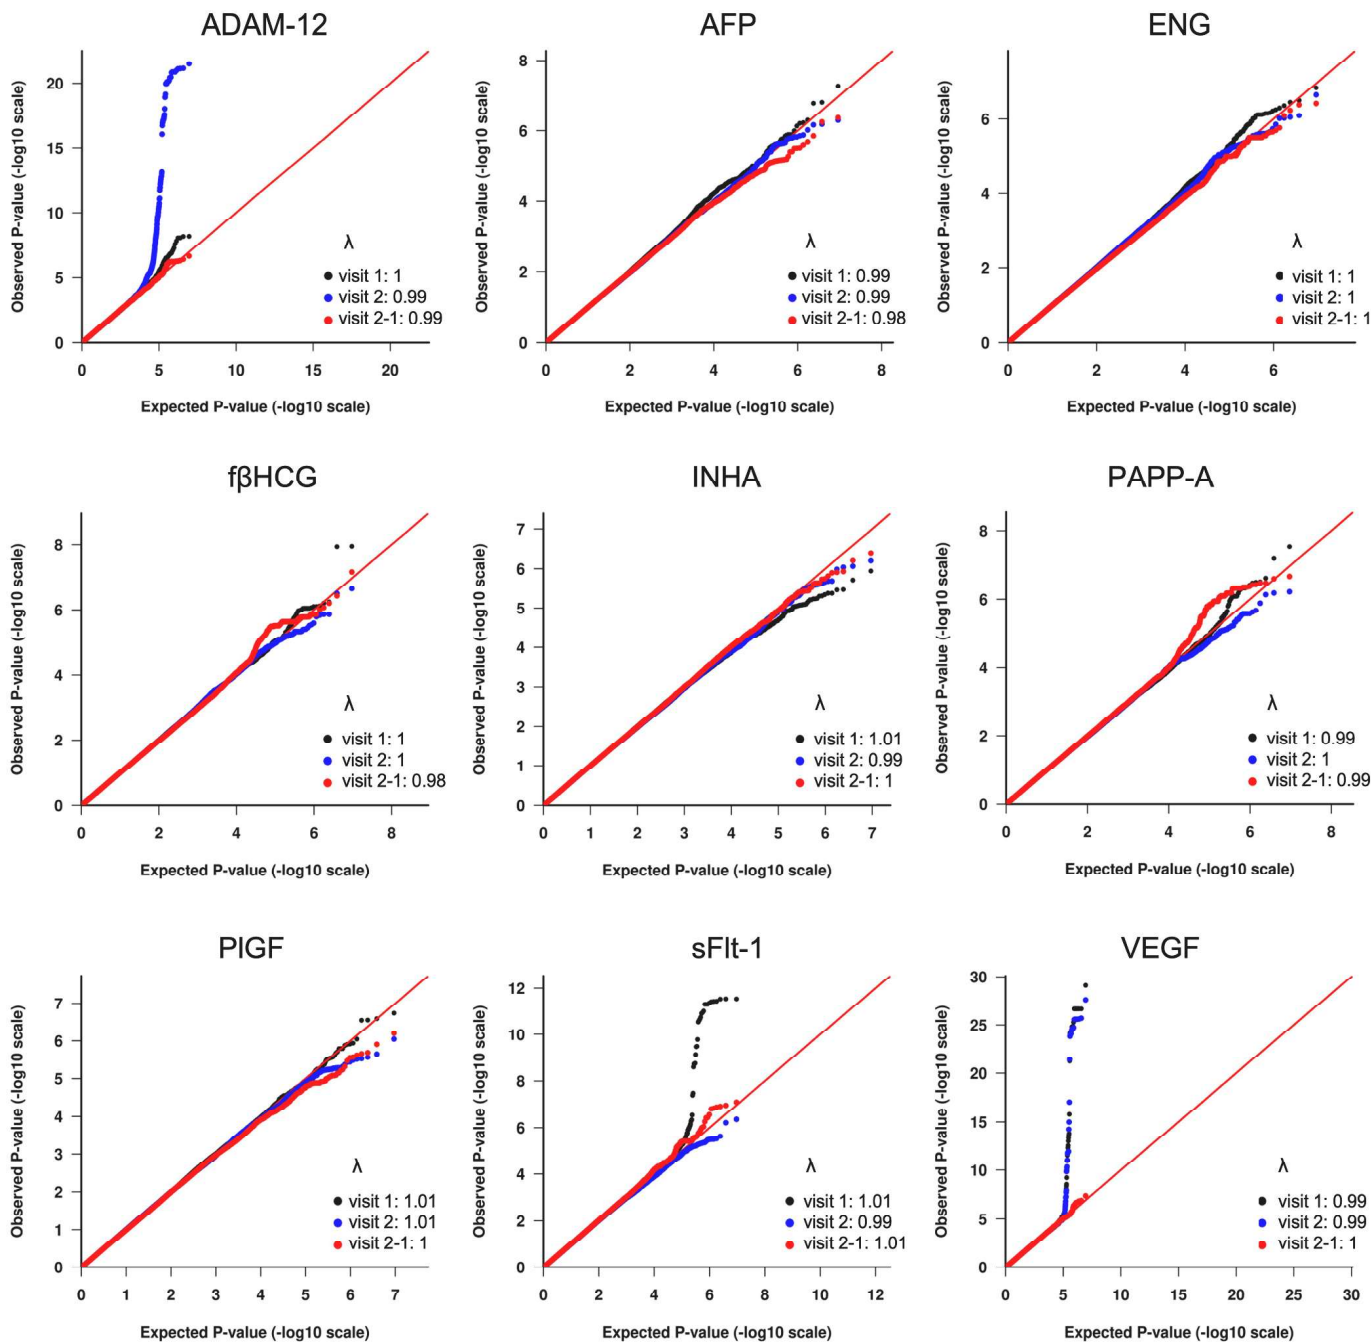 ADAM-12
Observed P-value (-log10 scale)
20
15
10
5
0
λ
visit 1: 1
visit 2: 0.99
visit 2-1: 0.99
0 5 10 15 20
Expected P-value (-log10 scale)
AFP
Observed P-value (-log10 scale)
8
6
4
2
0
λ
visit 1: 0.99
visit 2: 0.99
visit 2-1: 0.98
0 2 4 6 8
Expected P-value (-log10 scale)
ENG
Observed P-value (-log10 scale)
6
4
2
0
λ
visit 1: 1
visit 2: 1
visit 2-1: 1
0 2 4 6
Expected P-value (-log10 scale)
fβHCG
Observed P-value (-log10 scale)
8
6
4
2
0
λ
visit 1: 1
visit 2: 1
visit 2-1: 0.98
0 2 4 6 8
Expected P-value (-log10 scale)
INHA
Observed P-value (-log10 scale)
7
6
5
4
3
2
1
0
λ
visit 1: 1.01
visit 2: 0.99
visit 2-1: 1
0 1 2 3 4 5 6 7
Expected P-value (-log10 scale)
PAPP-A
Observed P-value (-log10 scale)
8
6
4
2
0
λ
visit 1: 0.99
visit 2: 1
visit 2-1: 0.99
0 2 4 6 8
Expected P-value (-log10 scale)
PlGF
Observed P-value (-log10 scale)
7
6
5
4
3
2
1
0
λ
visit 1: 1.01
visit 2: 1.01
visit 2-1: 1
0 1 2 3 4 5 6 7
Expected P-value (-log10 scale)
sFlt-1
Observed P-value (-log10 scale)
12
10
8
6
4
2
0
λ
visit 1: 1.01
visit 2: 0.99
visit 2-1: 1.01
0 2 4 6 8 10 12
Expected P-value (-log10 scale)
VEGF
Observed P-value (-log10 scale)
30
25
20
15
10
5
0
λ
visit 1: 0.99
visit 2: 0.99
visit 2-1: 1
0 5 10 15 20 25 30
Expected P-value (-log10 scale)